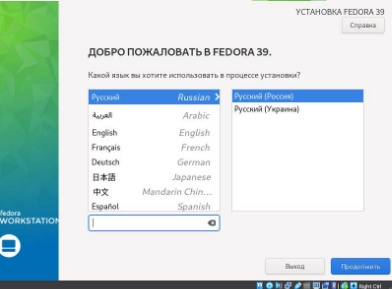 УСТАНОВКА FEDORA 39
Справка
ДОБРО ПОЖАЛОВАТЬ В FEDORA 39.
Какой язык вы хотите использовать в процессе установки?
Русский Russian
العربية Arabic
English English
Français French
Deutsch German
日本語 Japanese
中文 Mandarin Chin...
Español Spanish
Русский (Россия)
Русский (Украина)
fedora
WORKSTATION
Выход
Продолжить
Right Ctrl